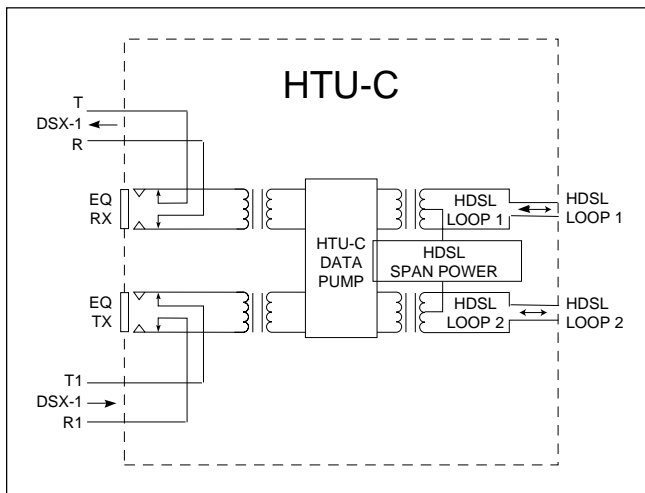 HTU-C
T
DSX-1
R
EQ
RX
HTU-C
DATA
PUMP
HDSL
LOOP 1
HDSL
LOOP 1
HDSL
SPAN POWER
EQ
TX
HDSL
LOOP 2
HDSL
LOOP 2
T1
DSX-1
R1